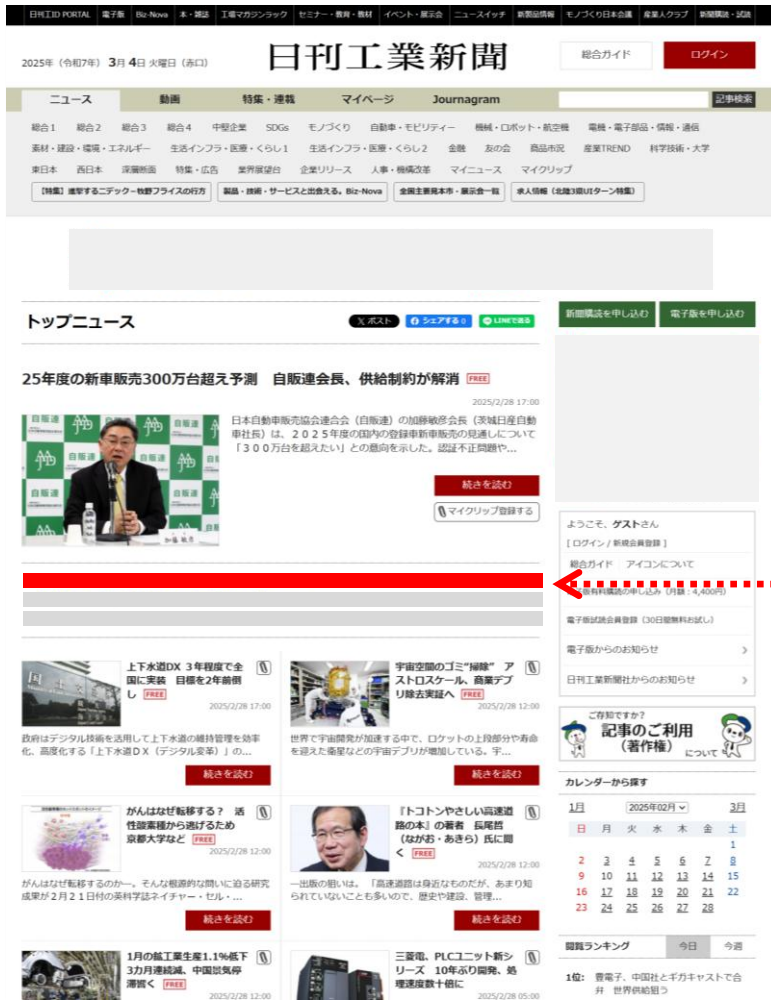 日刊工ID PORTAL 電子版 Biz-Nova 本・雑誌 工場マガジンラック セミナー・教育・教材 イベント・展示会 ニュースイッチ 新製品情報 モノづくり日本会議 産業人クラブ 新聞購読・試読
2025年（令和7年）3月4日 火曜日（赤口）
日刊工業新聞
総合ガイド
ログイン
ニュース 動画 特集・連載 マイページ Journagram 記事検索
総合1 総合2 総合3 総合4 中堅企業 SDGs モノづくり 自動車・モビリティー 機械・ロボット・航空機 電機・電子部品・情報・通信
素材・建設・環境・エネルギー 生活インフラ・医療・くらし1 生活インフラ・医療・くらし2 金融 友の会 商品市況 産業TREND 科学技術・大学
東日本 西日本 深層断面 特集・広告 業界展望台 企業リリース 人事・機構改革 マイニュース マイクリップ
【特集】進撃するニデック－牧野フライスの行方 製品・技術・サービスと出会える。Biz-Nova 全国主要見本市・展示会一覧 求人情報（北陸3県UIターン特集）
トップニュース
ポスト
シェアする 0
LINEで送る
新聞購読を申し込む
電子版を申し込む
25年度の新車販売300万台超え予測　自販連会長、供給制約が解消 FREE
2025/2/28 17:00
日本自動車販売協会連合会（自販連）の加藤敏彦会長（茨城日産自動
車社長）は、２０２５年度の国内の登録車新車販売の見通しについて
「３００万台を超えたい」との意向を示した。認証不正問題や...
続きを読む
マイクリップ登録する
自販連
加藤敏彦
ようこそ、ゲストさん
[ ログイン / 新規会員登録 ]
総合ガイド アイコンについて
有料購読の申し込み（月額：4,400円）
電子版試読会員登録（30日間無料お試し）
電子版からのお知らせ
日刊工業新聞社からのお知らせ
ご存知ですか？
記事のご利用
（著作権）について
上下水道DX ３年程度で全
国に実装　目標を2年前倒
し FREE
2025/2/28 17:00
政府はデジタル技術を活用して上下水道の維持管理を効率
化、高度化する「上下水道ＤＸ（デジタル変革）」の...
続きを読む
宇宙空間のゴミ“掃除”　ア
ストロスケール、商業デブ
リ除去実証へ FREE
2025/2/28 12:00
世界で宇宙開発が加速する中で、ロケットの上段部分や寿命
を迎えた衛星などの宇宙デブリが増加している。宇...
続きを読む
がんはなぜ転移する？　活
性酸素種から逃げるため
京都大学など FREE
2025/2/28 12:00
がんはなぜ転移するのか―。そんな根源的な問いに迫る研究
成果が２月２１日付の英科学誌ネイチャー・セル・...
続きを読む
『トコトンやさしい高速道
路の本』の著者　長尾哲
（ながお・あきら）氏に聞
く FREE
2025/2/28 12:00
―出版の狙いは。「高速道路は身近なものだが、あまり知
られていないことも多いので、歴史や建設、管理...
続きを読む
1月の鉱工業生産1.1%低下
3カ月連続減、中国景気停
滞響く FREE
2025/2/28 12:00
三菱電、PLCユニット新シ
リーズ　10年ぶり開発、処
理速度数十倍に
2025/2/28 05:00
カレンダーから探す
1月 2025年02月 3月
日 月 火 水 木 金 土
1
2 3 4 5 6 7 8
9 10 11 12 13 14 15
16 17 18 19 20 21 22
23 24 25 26 27 28
閲覧ランキング 今日 今週
1位: 豊電子、中国社とギガキャストで合
弁　世界供給狙う